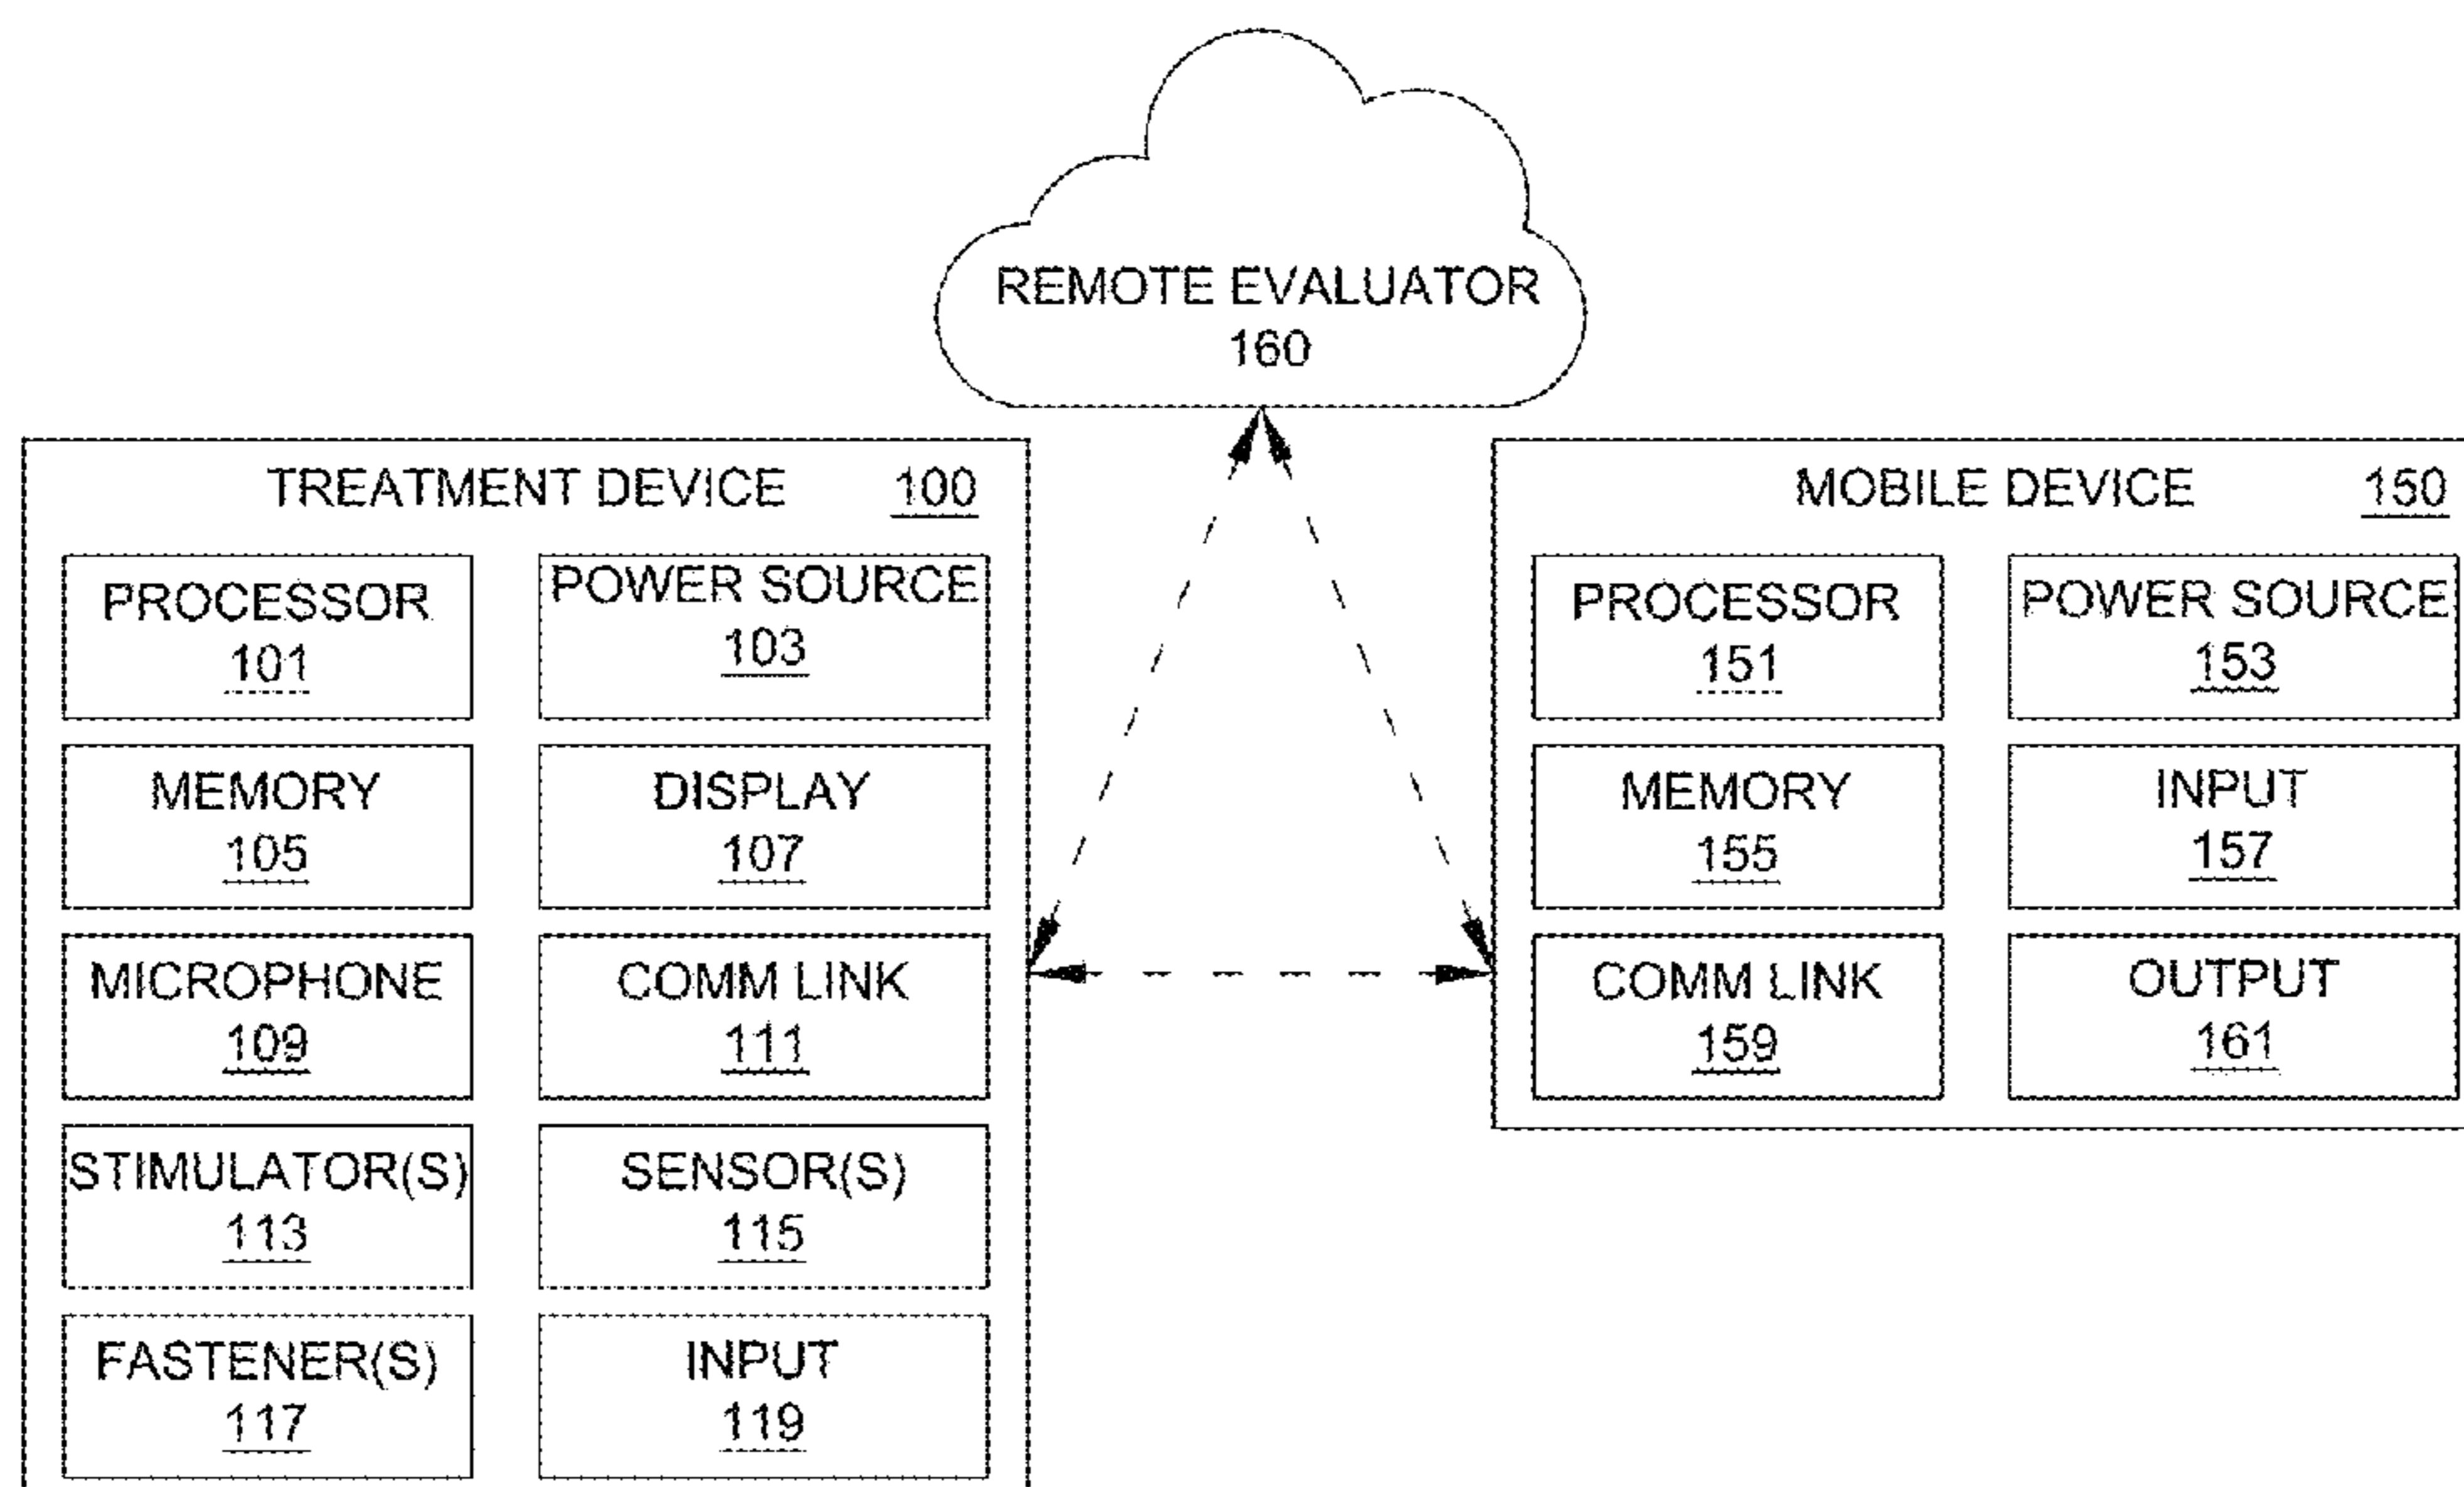 REMOTE EVALUATOR
160
TREATMENT DEVICE 100
PROCESSOR
101
POWER SOURCE
103
MEMORY
105
DISPLAY
107
MICROPHONE
109
COMM LINK
111
STIMULATOR(S)
113
SENSOR(S)
115
FASTENER(S)
117
INPUT
119
MOBILE DEVICE 150
PROCESSOR
151
POWER SOURCE
153
MEMORY
155
INPUT
157
COMM LINK
159
OUTPUT
161